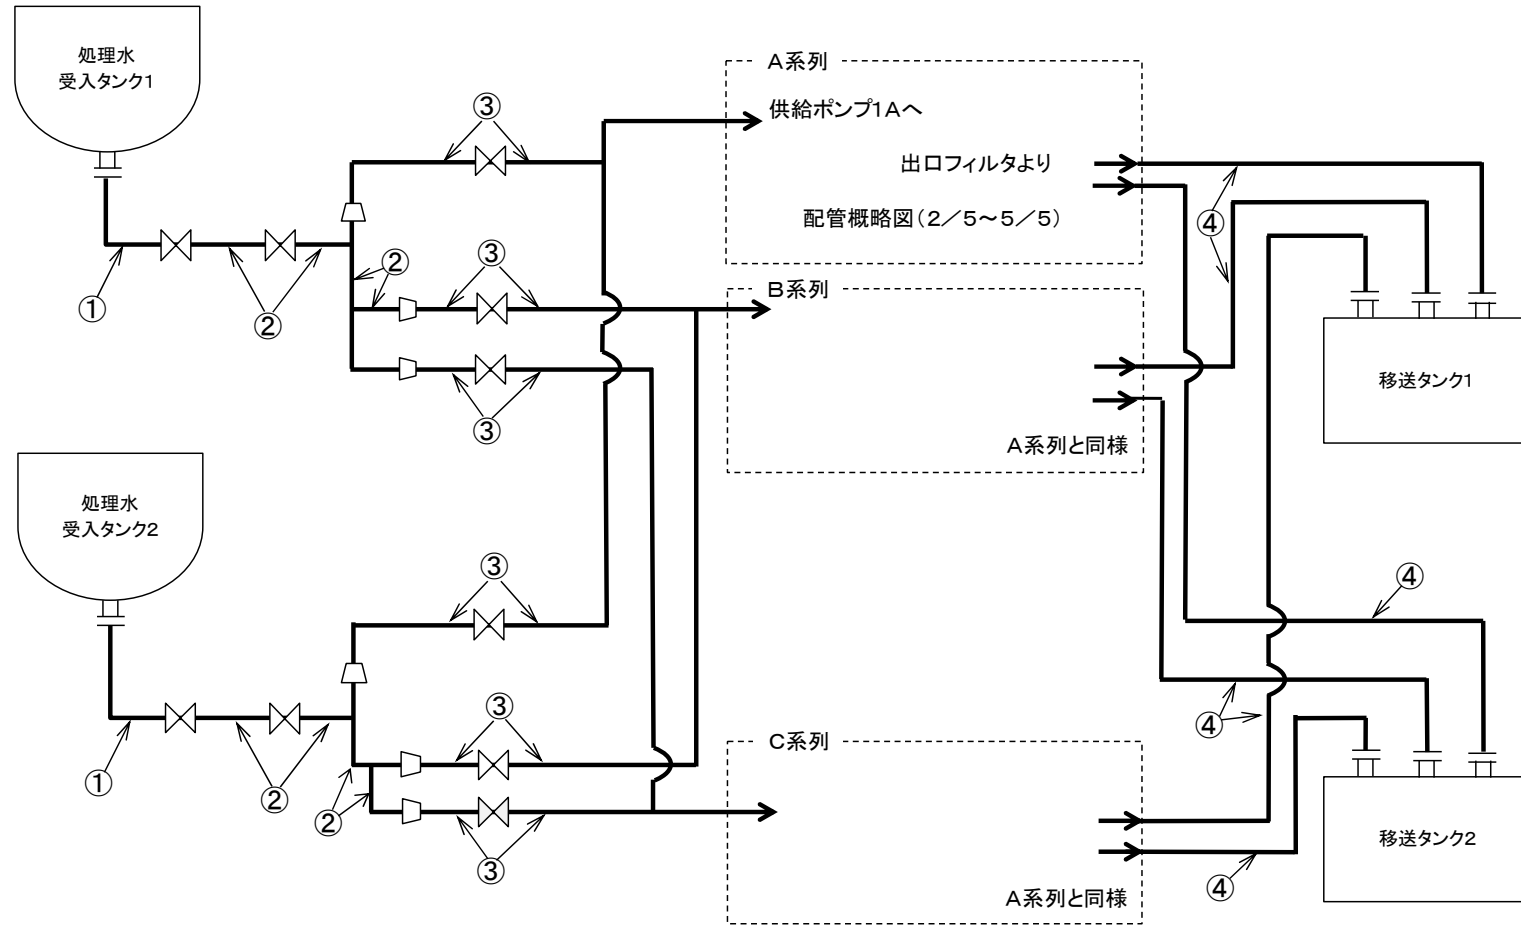 処理水
受入タンク1
A系列
供給ポンプ1Aへ
③
出口フィルタより
配管概略図(2/5~5/5)
④
①
②
②
③
B系列
移送タンク1
③
A系列と同様
処理水
受入タンク2
③
④
③
C系列
④
①
②
②
③
移送タンク2
④
A系列と同様